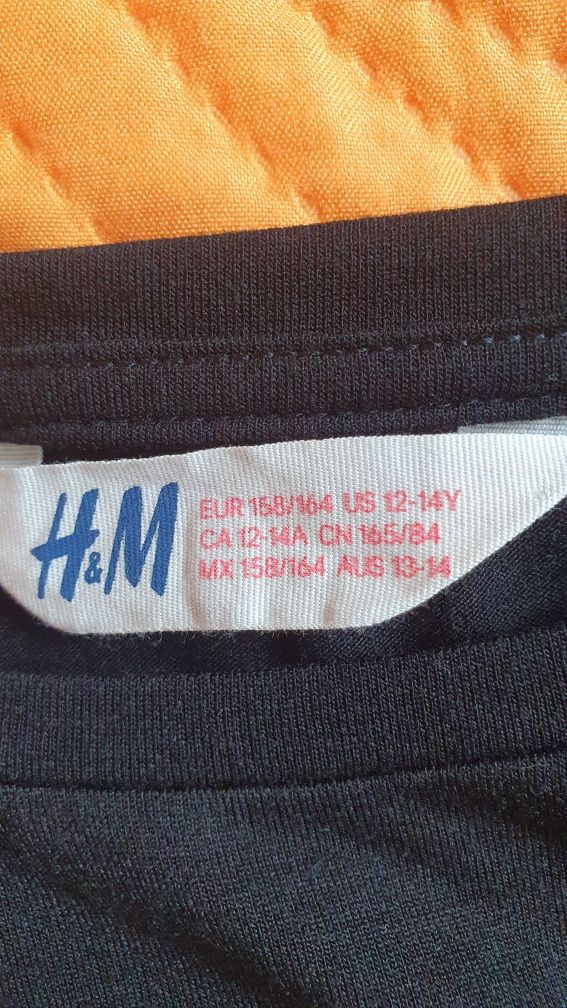 H&M
EUR 158/164 US 12-14Y
CA 12-14A CN 165/84
MX 158/164 AUS 13-14